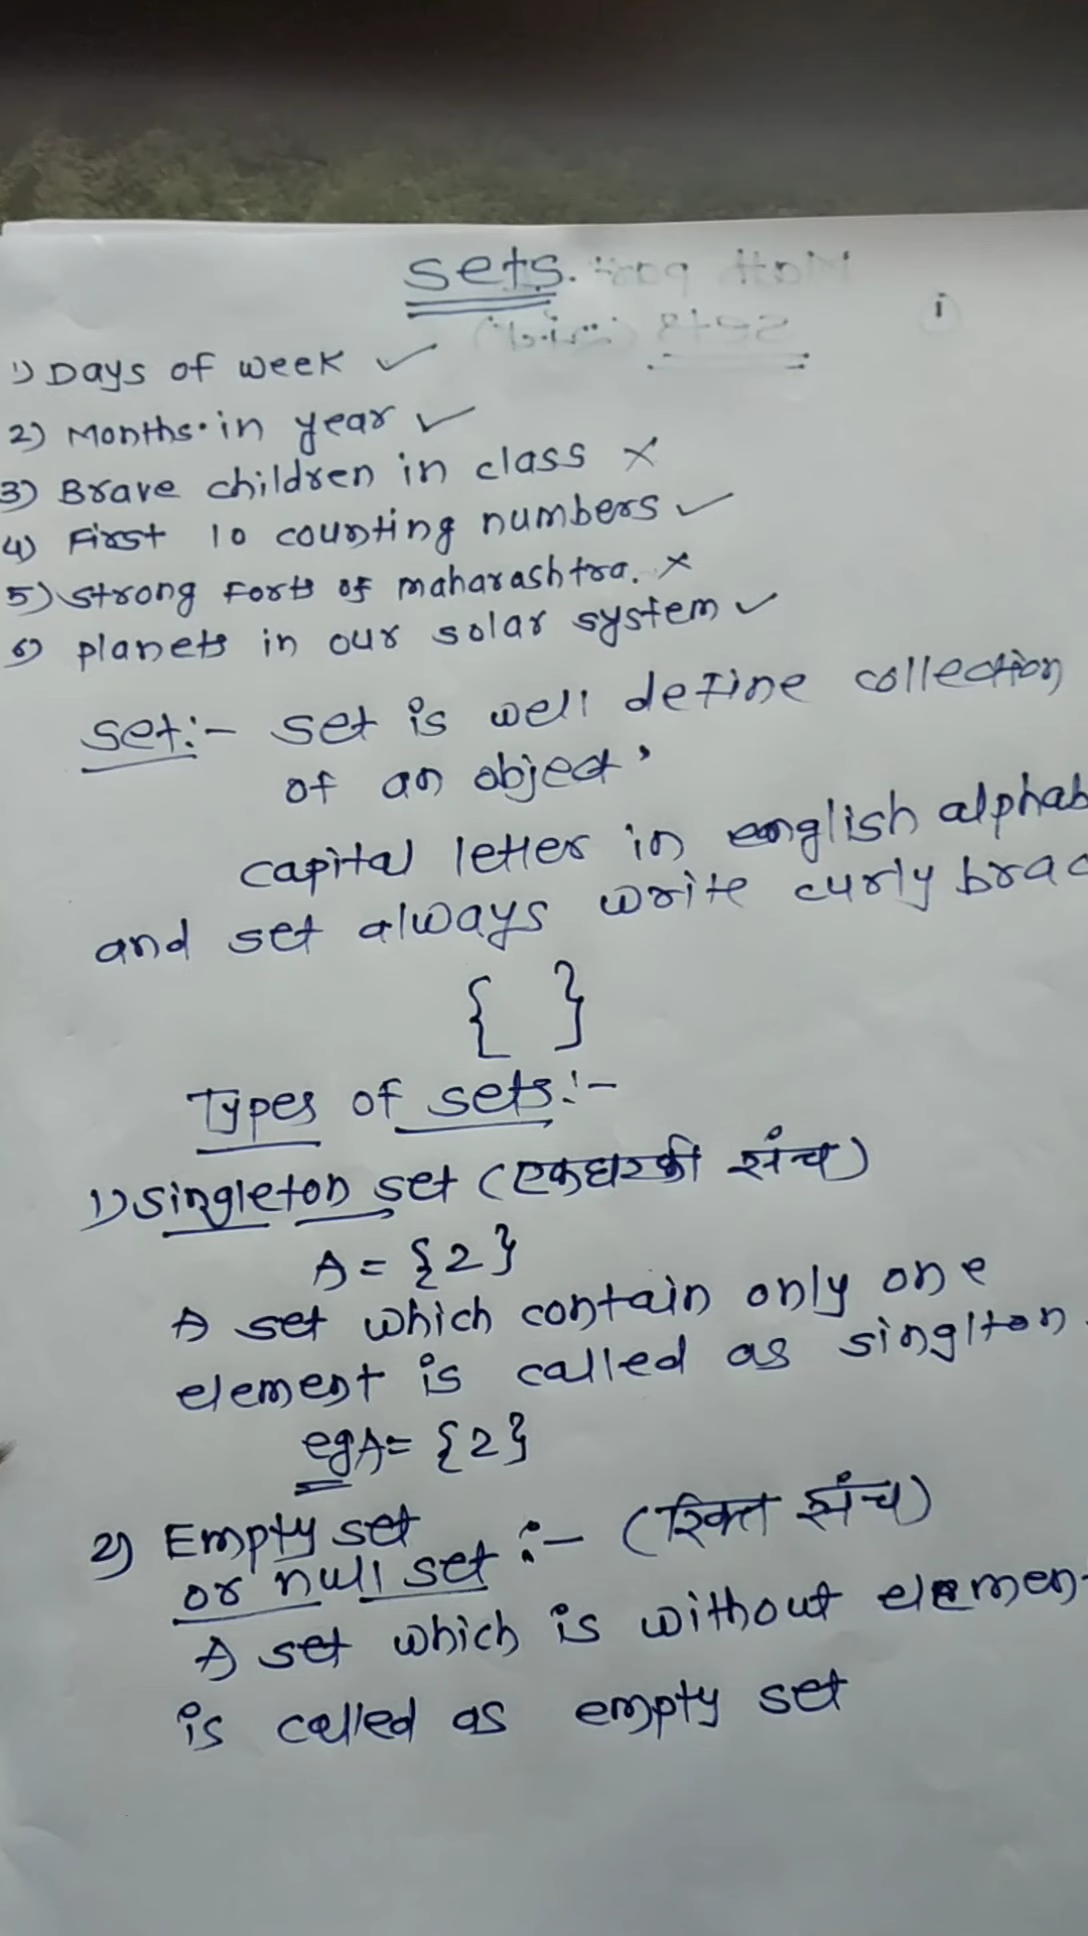 sets.
i
1) Days of week ✓
2) Months in year ✓
3) Brave children in class ×
4) First 10 counting numbers ✓
5) strong Forts of maharashtra. ×
6) planets in our solar system ✓
set:- set is well define collection
of an object,
capital letter in english alphab
and set always write curly brac
{ }
Types of sets:-
1) singleton set (एकघटकी संच)
A = {2}
A set which contain only one
element is called as singlton
eg A = {2}
2) Empty set
or null set :- (रिक्त संच)
A set which is without elemen
is called as empty set